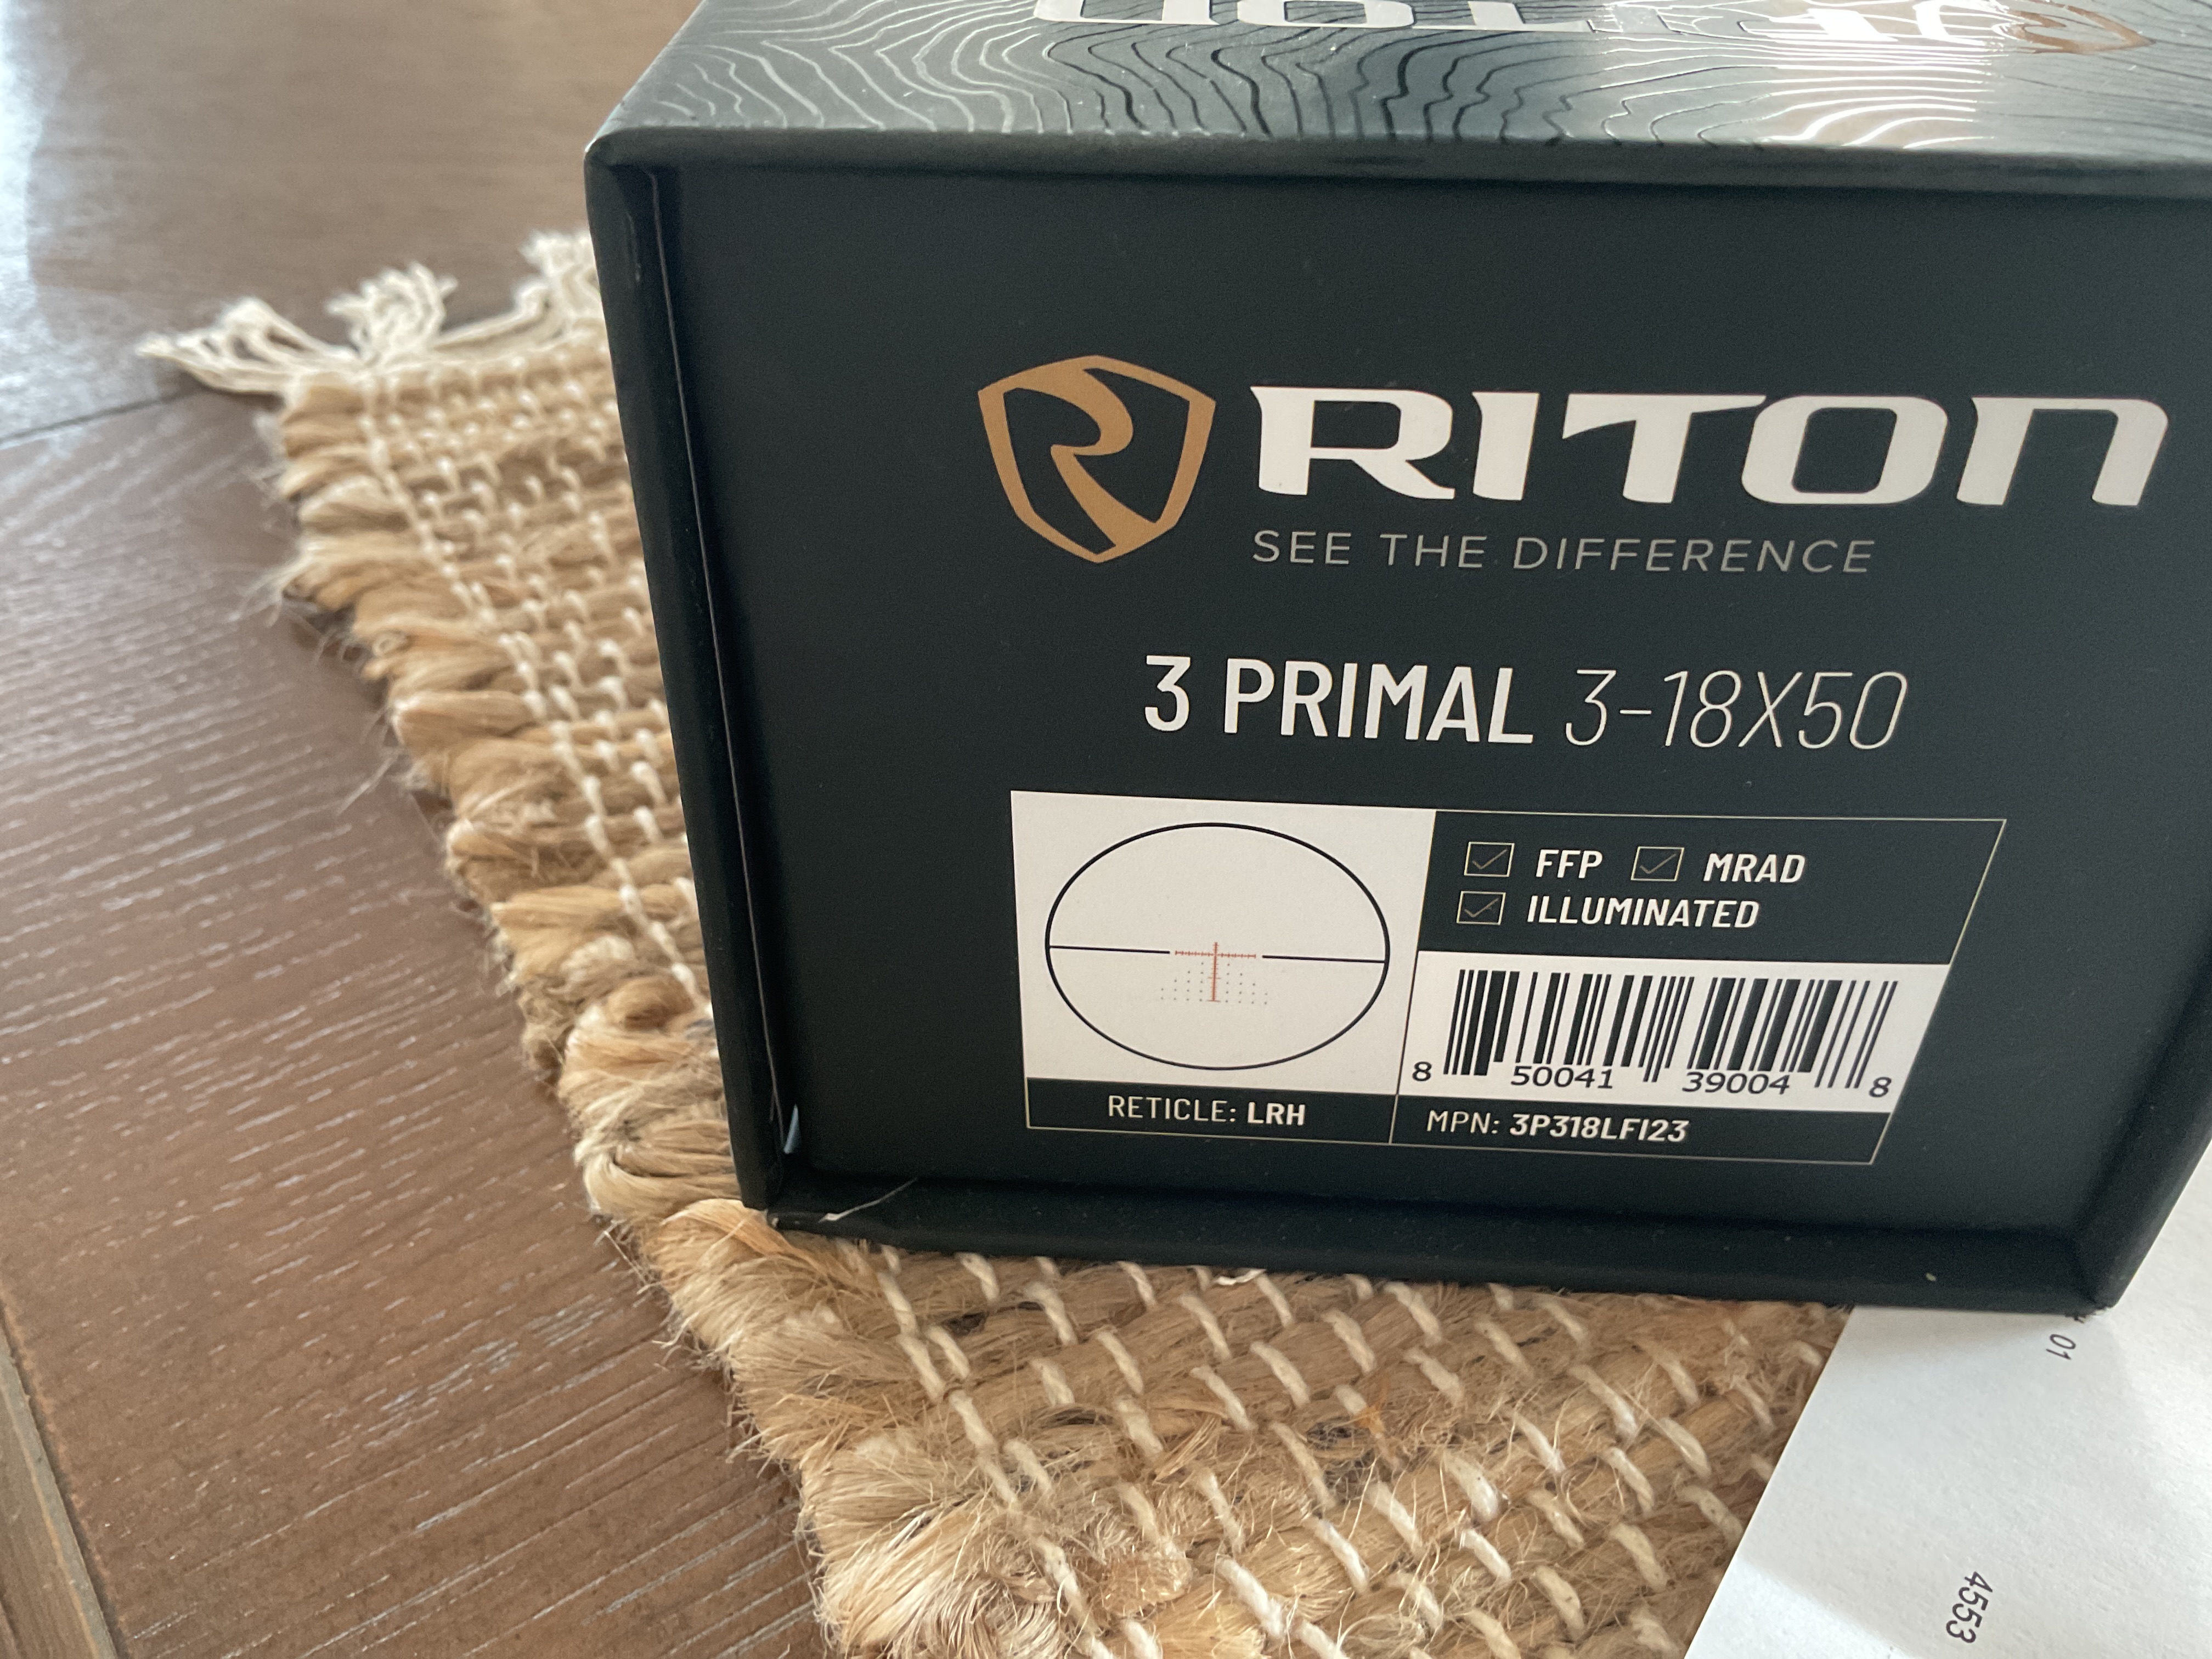 RITON
RITON
SEE THE DIFFERENCE
3 PRIMAL 3-18X50
FFP MRAD
ILLUMINATED
8 50041 39004 8
RETICLE: LRH
MPN: 3P318LFI23
01
4553